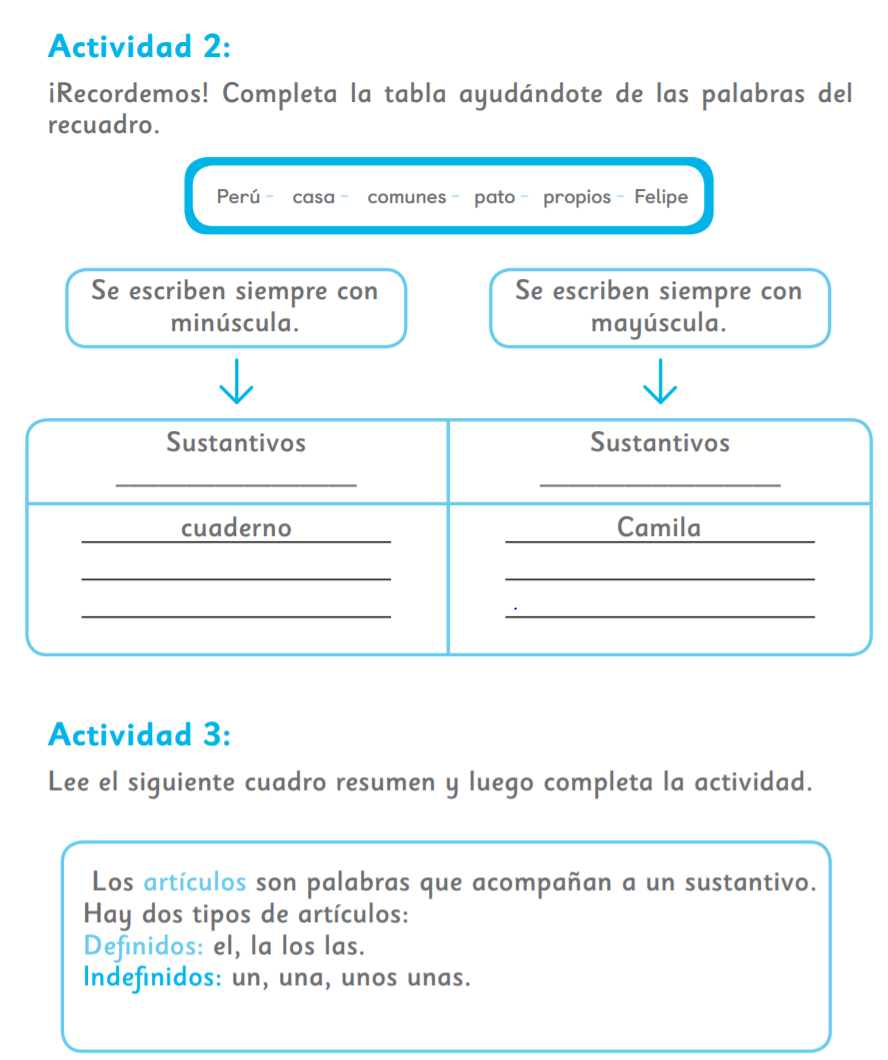 Actividad 2:
¡Recordemos! Completa la tabla ayudándote de las palabras del
recuadro.
Perú - casa - comunes - pato - propios - Felipe
Se escriben siempre con
minúscula.
Se escriben siempre con
mayúscula.
Sustantivos
Sustantivos
cuaderno
Camila
Actividad 3:
Lee el siguiente cuadro resumen y luego completa la actividad.
Los artículos son palabras que acompañan a un sustantivo.
Hay dos tipos de artículos:
Definidos: el, la los las.
Indefinidos: un, una, unos unas.